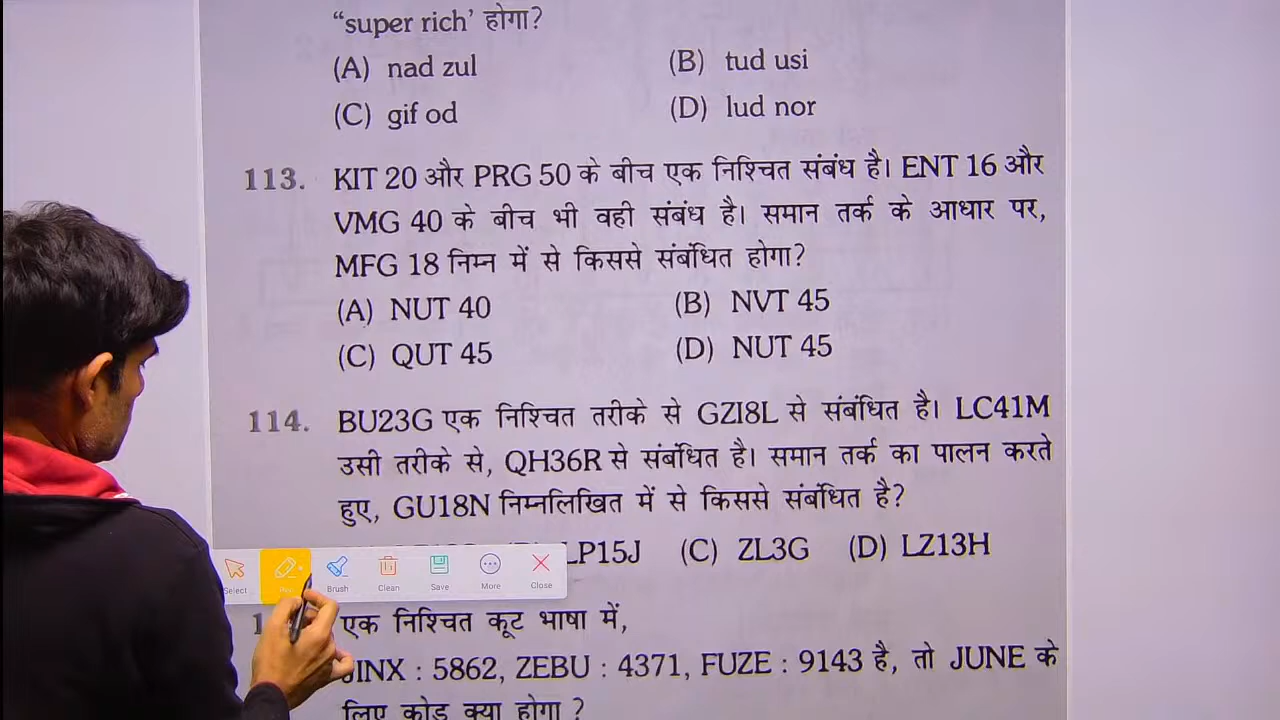 “super rich’ होगा?
(A) nad zul (B) tud usi
(C) gif od (D) lud nor
113. KIT 20 और PRG 50 के बीच एक निश्चित संबंध है। ENT 16 और
VMG 40 के बीच भी वही संबंध है। समान तर्क के आधार पर,
MFG 18 निम्न में से किससे संबंधित होगा?
(A) NUT 40 (B) NVT 45
(C) QUT 45 (D) NUT 45
114. BU23G एक निश्चित तरीके से GZI8L से संबंधित है। LC41M
उसी तरीके से, QH36R से संबंधित है। समान तर्क का पालन करते
हुए, GU18N निम्नलिखित में से किससे संबंधित है?
LP15J (C) ZL3G (D) LZ13H
Select Brush Clean Save More Close
एक निश्चित कूट भाषा में,
JINX : 5862, ZEBU : 4371, FUZE : 9143 है, तो JUNE के
लिए कोड क्या होगा ?